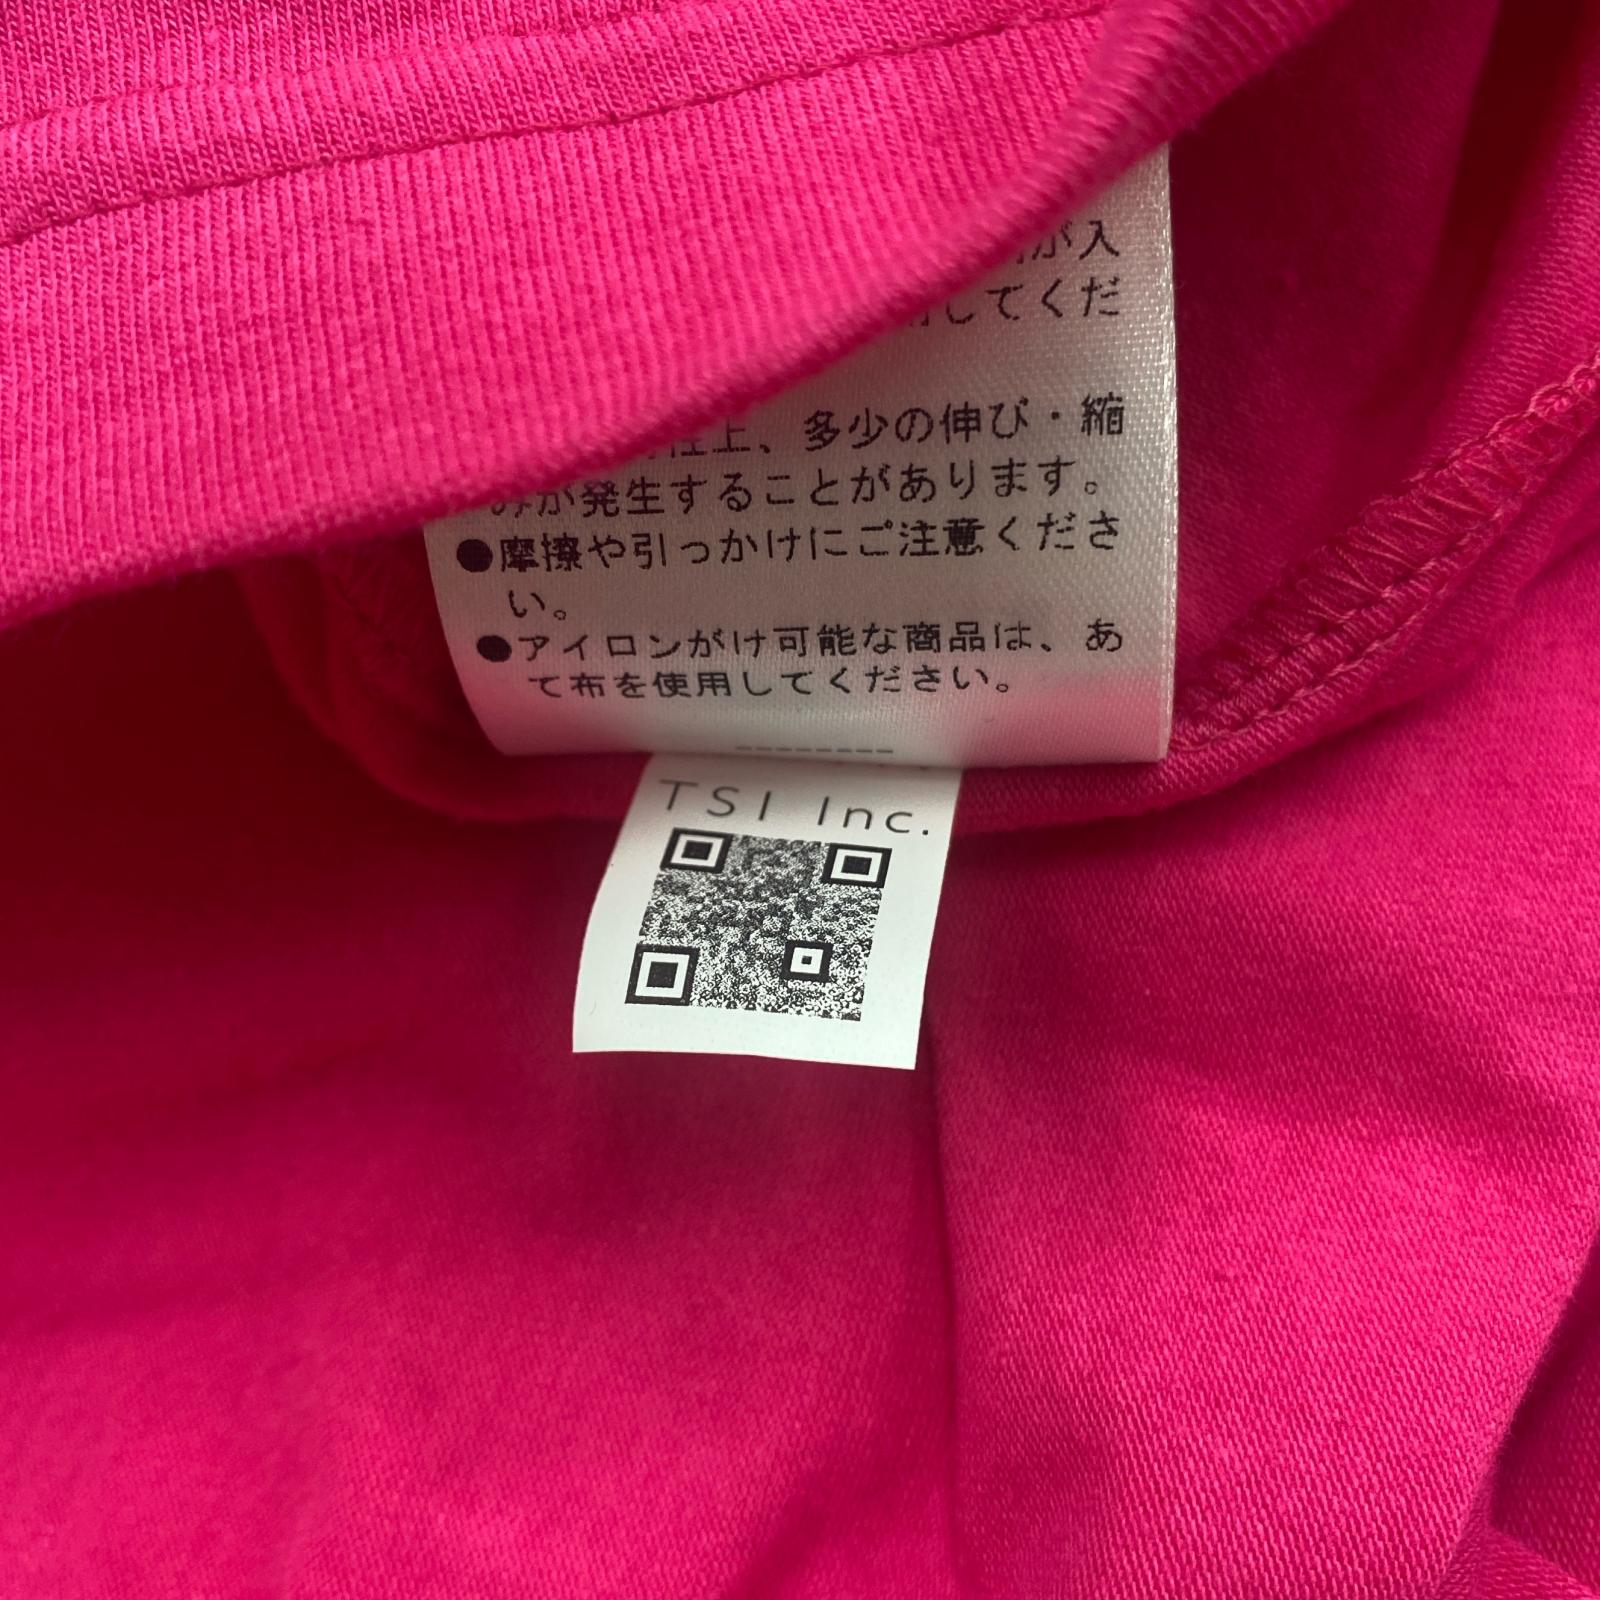 が入
してくだ
性上、多少の伸び・縮
みが発生することがあります。
●摩擦や引っかけにご注意くださ
い。
●アイロンがけ可能な商品は、あ
て布を使用してください。
TSI Inc.